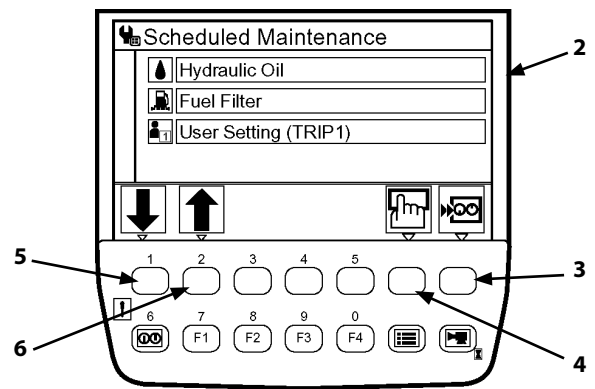 Scheduled Maintenance
2
Hydraulic Oil
Fuel Filter
1 User Setting (TRIP1)
5
1 2 3 4 5
3
6
6 7 8 9 0
F1 F2 F3 F4
4